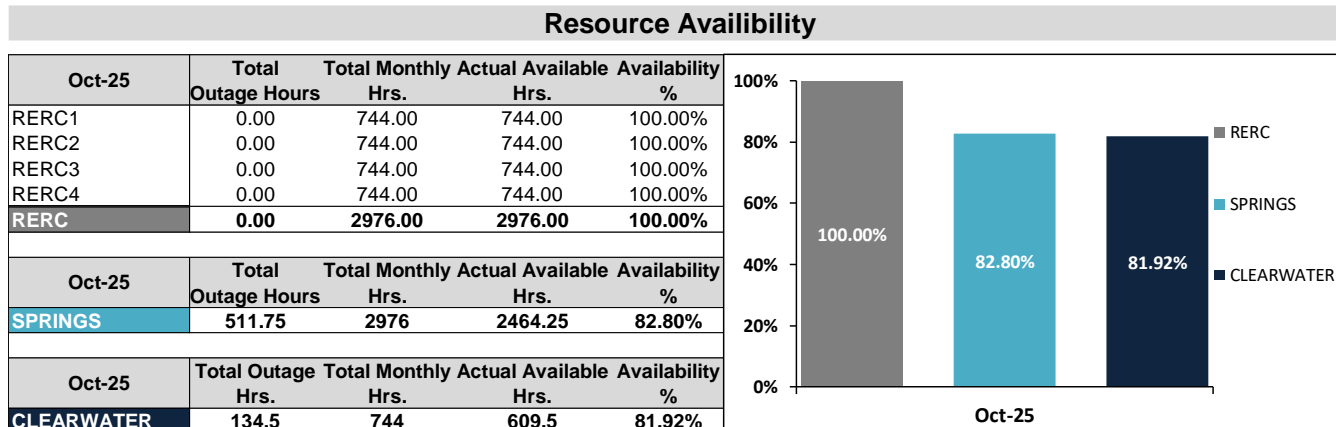 Resource Availibility
Oct-25 Total Outage Hours Total Monthly Hrs. Actual Available Hrs. Availability %
RERC1 0.00 744.00 744.00 100.00%
RERC2 0.00 744.00 744.00 100.00%
RERC3 0.00 744.00 744.00 100.00%
RERC4 0.00 744.00 744.00 100.00%
RERC 0.00 2976.00 2976.00 100.00%
Oct-25 Total Outage Hours Total Monthly Hrs. Actual Available Hrs. Availability %
SPRINGS 511.75 2976 2464.25 82.80%
Oct-25 Total Outage Hrs. Total Monthly Hrs. Actual Available Hrs. Availability %
CLEARWATER 134.5 744 609.5 81.92%
100%
80%
60%
40%
20%
0%
100.00%
82.80%
81.92%
Oct-25
RERC
SPRINGS
CLEARWATER